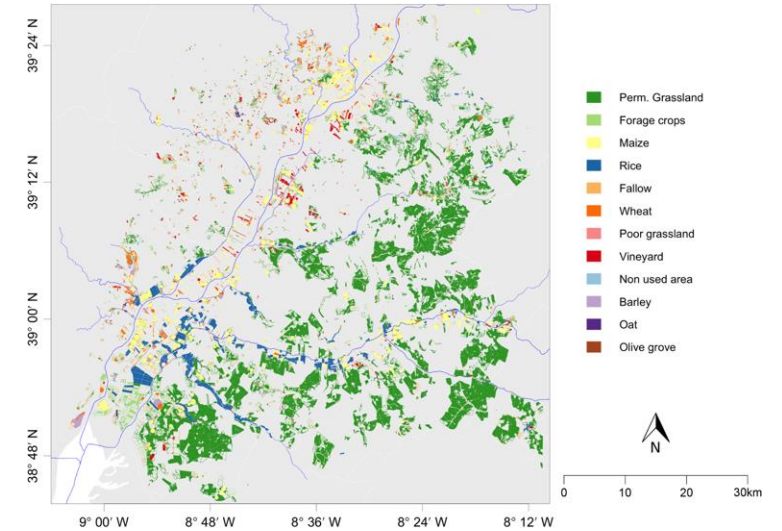 39° 24' N
39° 12' N
39° 00' N
38° 48' N
9° 00' W
8° 48' W
8° 36' W
8° 24' W
8° 12' W
Perm. Grassland
Forage crops
Maize
Rice
Fallow
Wheat
Poor grassland
Vineyard
Non used area
Barley
Oat
Olive grove
N
0 10 20 30km